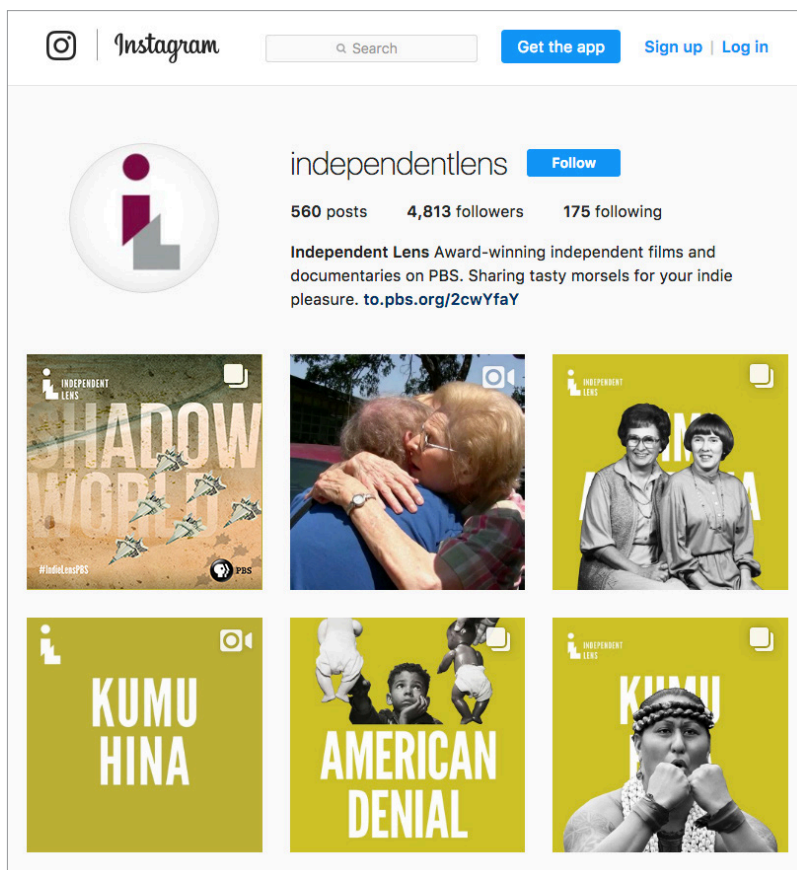 Instagram
Search
Get the app
Sign up | Log in
independentlens
Follow
560 posts 4,813 followers 175 following
Independent Lens Award-winning independent films and
documentaries on PBS. Sharing tasty morsels for your indie
pleasure. to.pbs.org/2cwYfaY
INDEPENDENT
LENS
SHADOW
WORLD
#IndieLensPBS
PBS
INDEPENDENT
LENS
KUMU
HINA
AMERICAN
DENIAL
INDEPENDENT
LENS
KUMU